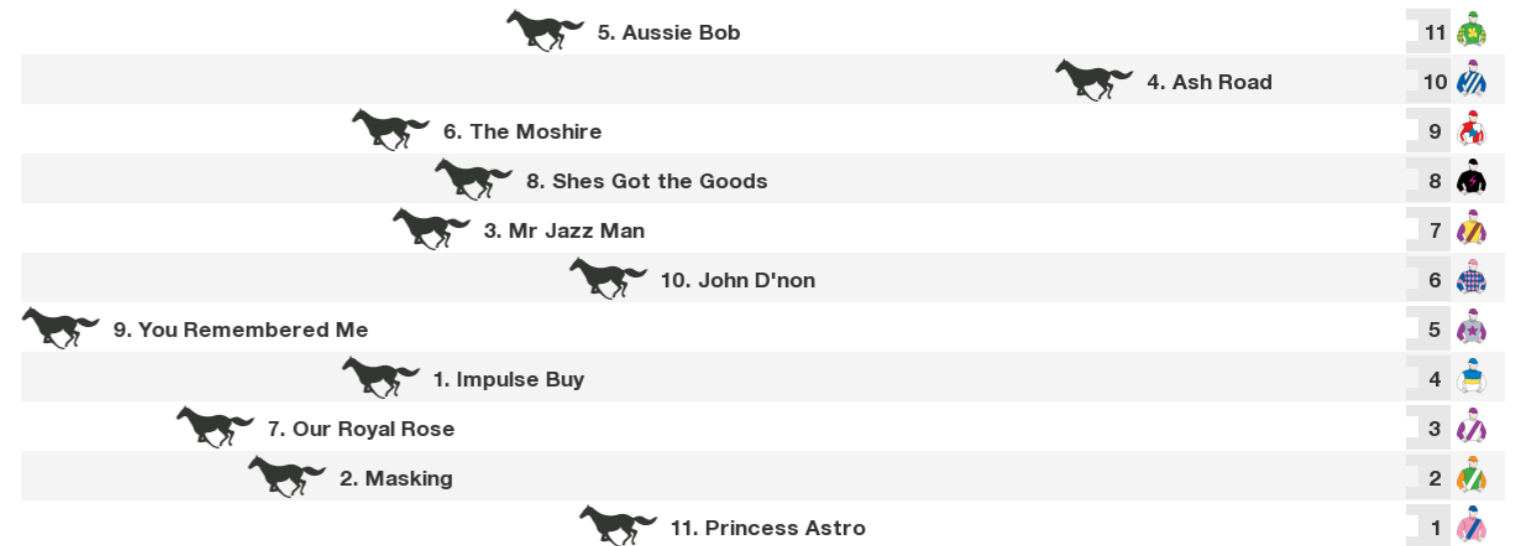 5. Aussie Bob 11
4. Ash Road 10
6. The Moshire 9
8. Shes Got the Goods 8
3. Mr Jazz Man 7
10. John D'non 6
9. You Remembered Me 5
1. Impulse Buy 4
7. Our Royal Rose 3
2. Masking 2
11. Princess Astro 1